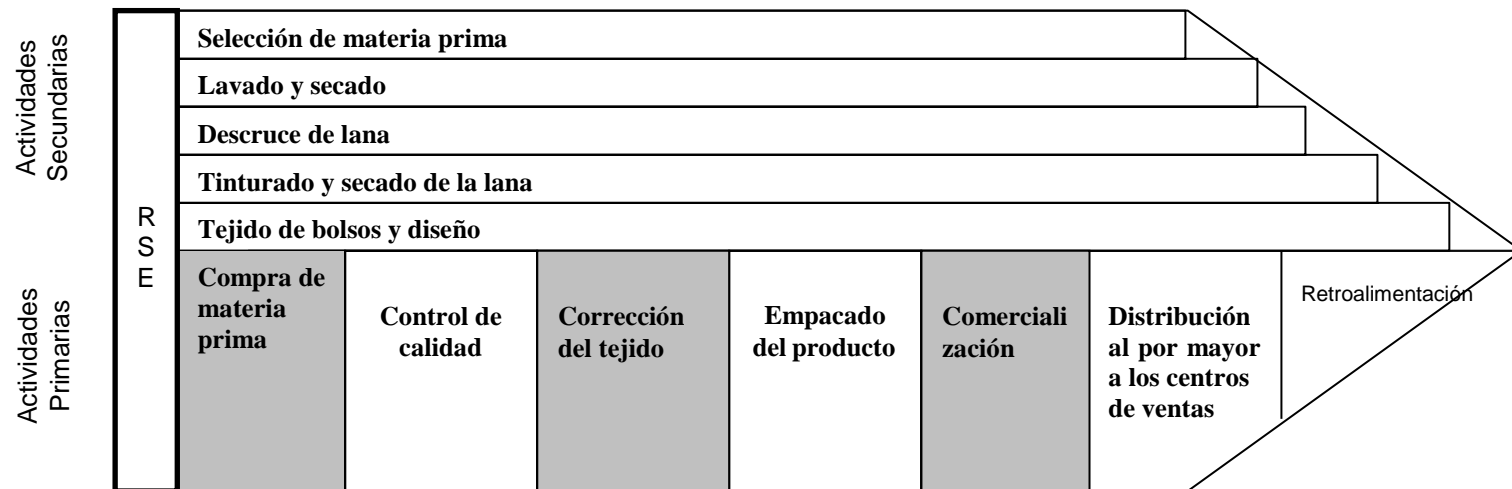 Actividades
Secundarias
Selección de materia prima
Lavado y secado
Descruce de lana
Tinturado y secado de la lana
Tejido de bolsos y diseño
R
S
E
Actividades
Primarias
Compra de
materia
prima
Control de
calidad
Corrección
del tejido
Empacado
del producto
Comerciali
zación
Distribución
al por mayor
a los centros
de ventas
Retroalimentación